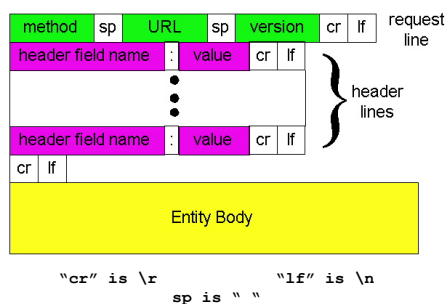 method sp URL sp version cr lf request line
header field name : value cr lf
header lines
header field name : value cr lf
cr lf
Entity Body
“cr” is \r “lf” is \n
sp is “ “